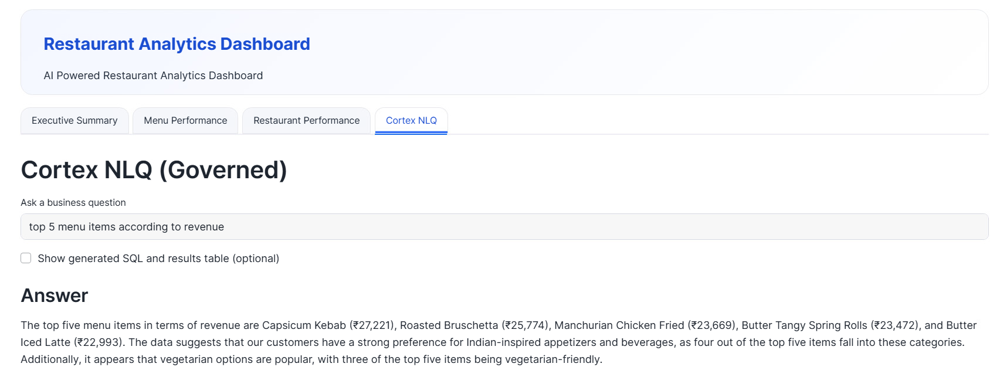 Restaurant Analytics Dashboard
AI Powered Restaurant Analytics Dashboard
Executive Summary
Menu Performance
Restaurant Performance
Cortex NLQ
Cortex NLQ (Governed)
Ask a business question
top 5 menu items according to revenue
Show generated SQL and results table (optional)
Answer
The top five menu items in terms of revenue are Capsicum Kebab (₹27,221), Roasted Bruschetta (₹25,774), Manchurian Chicken Fried (₹23,669), Butter Tangy Spring Rolls (₹23,472), and Butter
Iced Latte (₹22,993). The data suggests that our customers have a strong preference for Indian-inspired appetizers and beverages, as four out of the top five items fall into these categories.
Additionally, it appears that vegetarian options are popular, with three of the top five items being vegetarian-friendly.